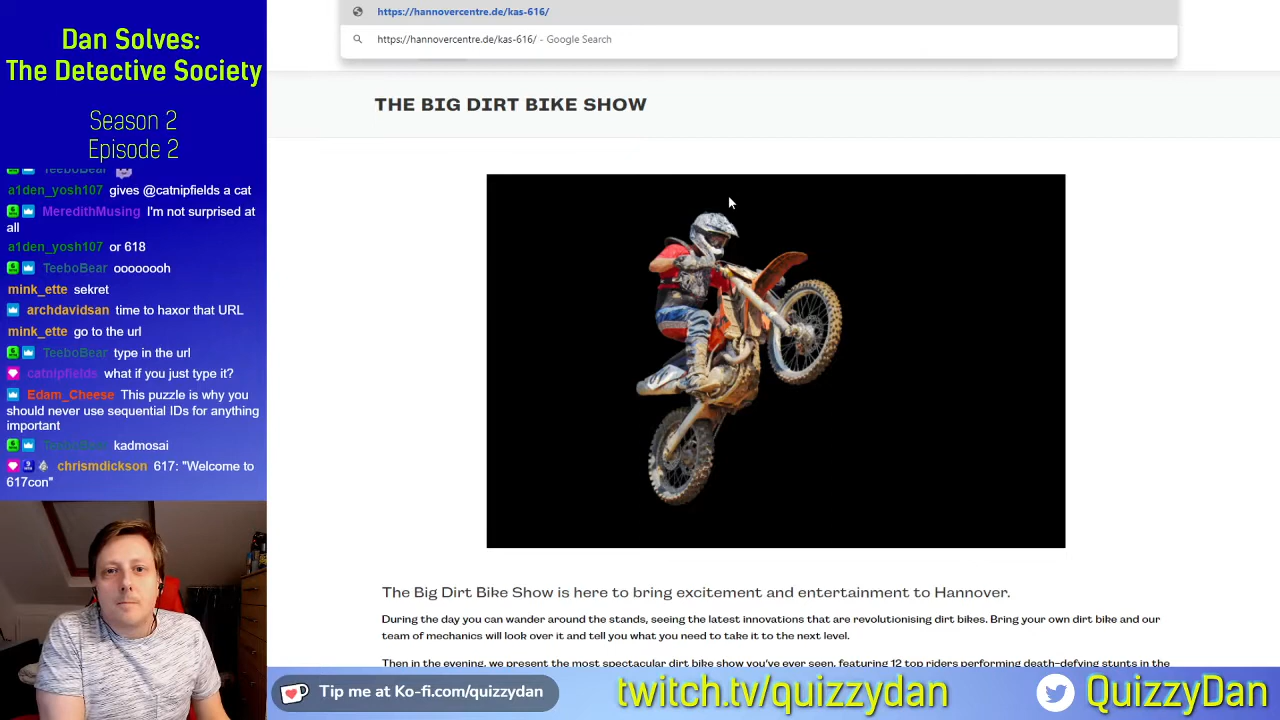 Dan Solves:
The Detective Society
Season 2
Episode 2
TeeboBear
a1den_yosh107 gives @catnipfields a cat
MeredithMusing I'm not surprised at
all
a1den_yosh107 or 618
TeeboBear oooooooh
mink_ette sekret
archdavidsan time to haxor that URL
mink_ette go to the url
TeeboBear type in the url
catnipfields what if you just type it?
Edam_Cheese This puzzle is why you
should never use sequential IDs for anything
important
TeeboBear kadmosai
chrismdickson 617: "Welcome to
617con"
https://hannovercentre.de/kas-616/
https://hannovercentre.de/kas-616/ - Google Search
THE BIG DIRT BIKE SHOW
The Big Dirt Bike Show is here to bring excitement and entertainment to Hannover.
During the day you can wander around the stands, seeing the latest innovations that are revolutionising dirt bikes. Bring your own dirt bike and our
team of mechanics will look over it and tell you what you need to take it to the next level.
Then in the evening, we present the most spectacular dirt bike show you've ever seen, featuring 12 top riders performing death-defying stunts in the
Tip me at Ko-fi.com/quizzydan
twitch.tv/quizzydan
QuizzyDan